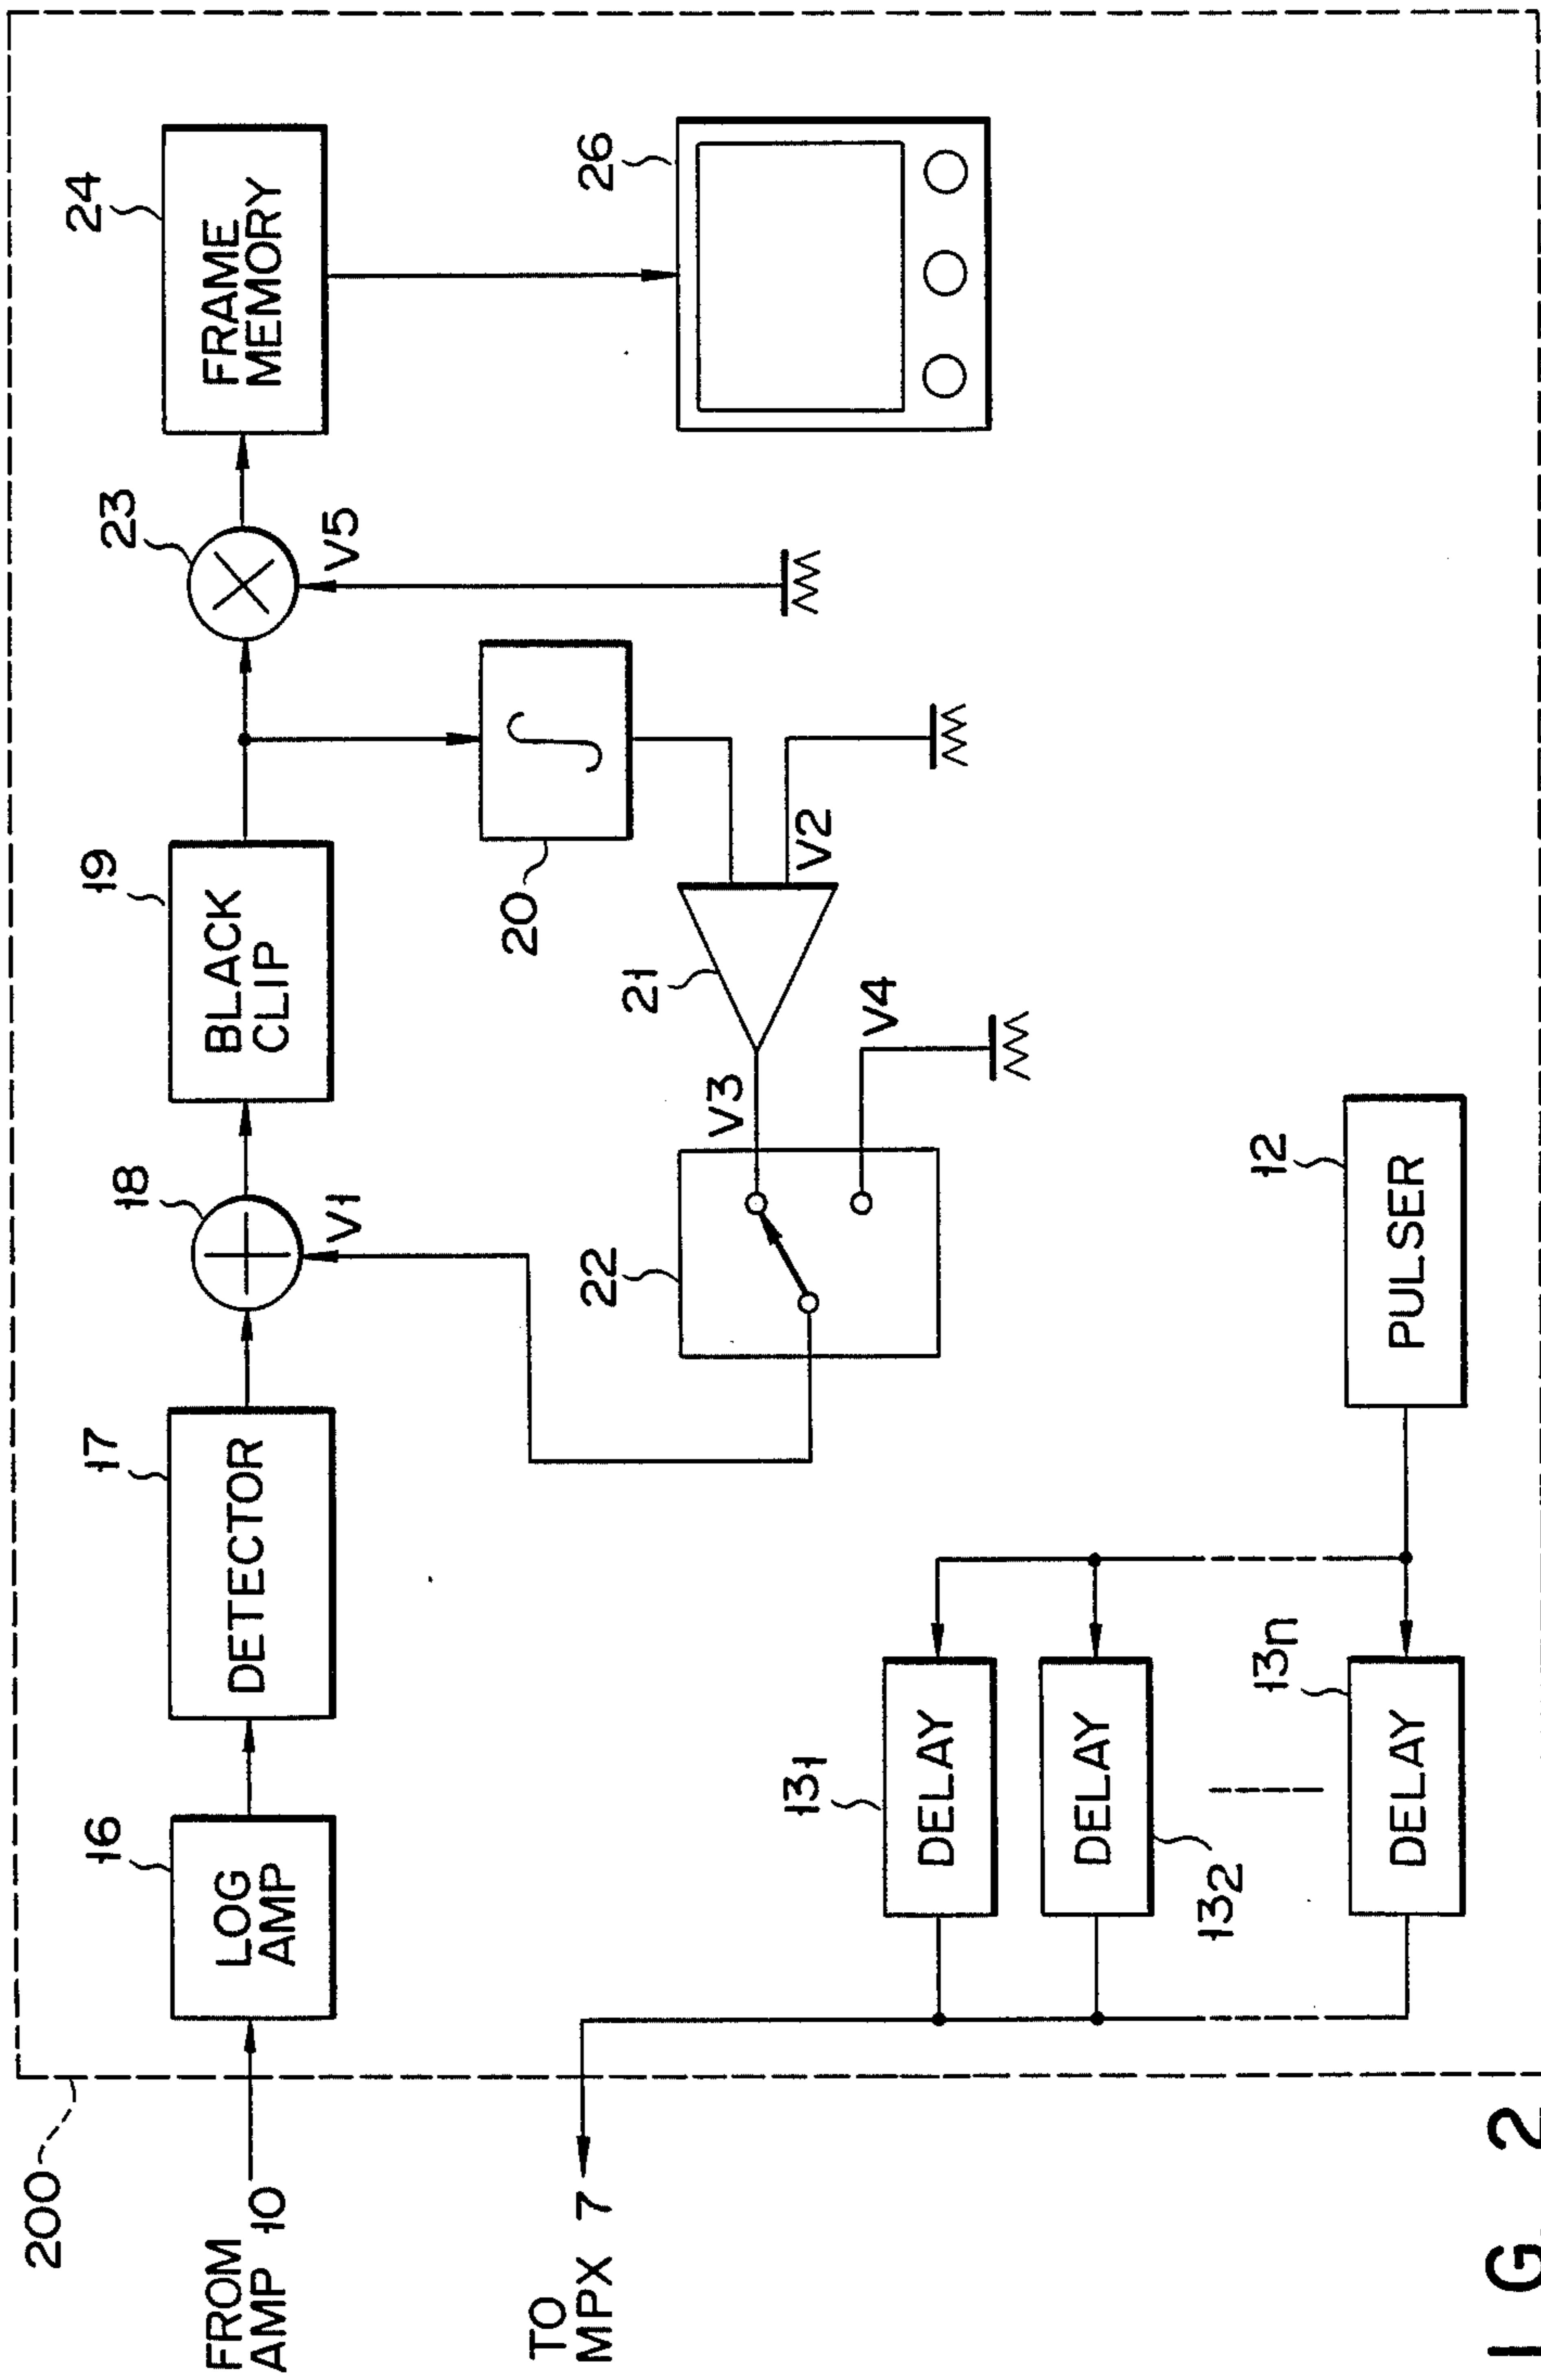 200
FROM
AMP 10
16
LOG
AMP
17
DETECTOR
18
V1
19
BLACK
CLIP
23
V5
24
FRAME
MEMORY
26
20
∫
21
V2
V3
V4
22
TO
MPX 7
13₁
DELAY
13₂
DELAY
13n
DELAY
12
PULSER
I G. 2